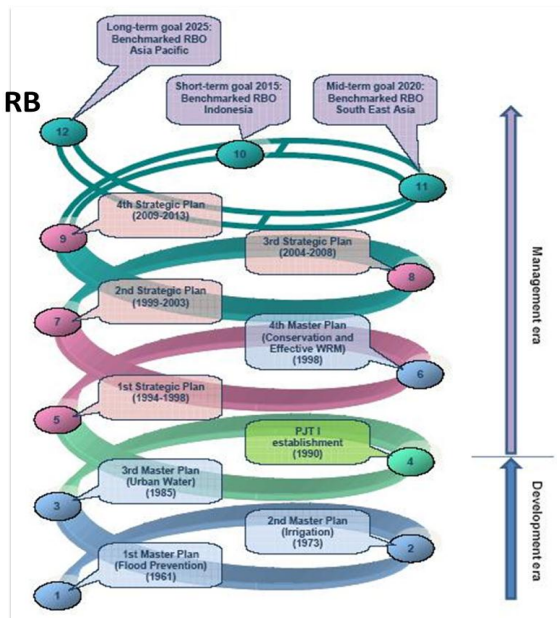 Long-term goal 2025:
Benchmarked RBO
Asia Pacific
RB
Short-term goal 2015:
Benchmarked RBO
Indonesia
Mid-term goal 2020:
Benchmarked RBO
South East Asia
12
10
11
4th Strategic Plan
(2009-2013)
9
3rd Strategic Plan
(2004-2008)
8
2nd Strategic Plan
(1999-2003)
7
4th Master Plan
(Conservation and
Effective WRM)
(1998)
6
1st Strategic Plan
(1994-1998)
5
PJT I
establishment
(1990)
4
3rd Master Plan
(Urban Water)
(1985)
3
2nd Master Plan
(Irrigation)
(1973)
2
1st Master Plan
(Flood Prevention)
(1961)
1
Management era
Development era